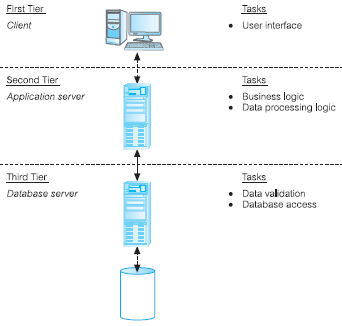 First Tier
Tasks
Client
• User interface
Second Tier
Tasks
Application server
• Business logic
• Data processing logic
Third Tier
Tasks
Database server
• Data validation
• Database access